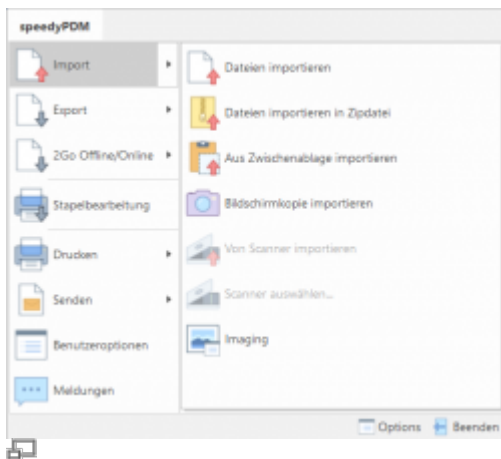 speedyPDM
Import
Export
2Go Offline/Online
Stapelbearbeitung
Drucken
Senden
Benutzeroptionen
Meldungen
Dateien importieren
Dateien importieren in Zipdatei
Aus Zwischenablage importieren
Bildschirmkopie importieren
Von Scanner importieren
Scanner auswählen...
Imaging
Options
Beenden